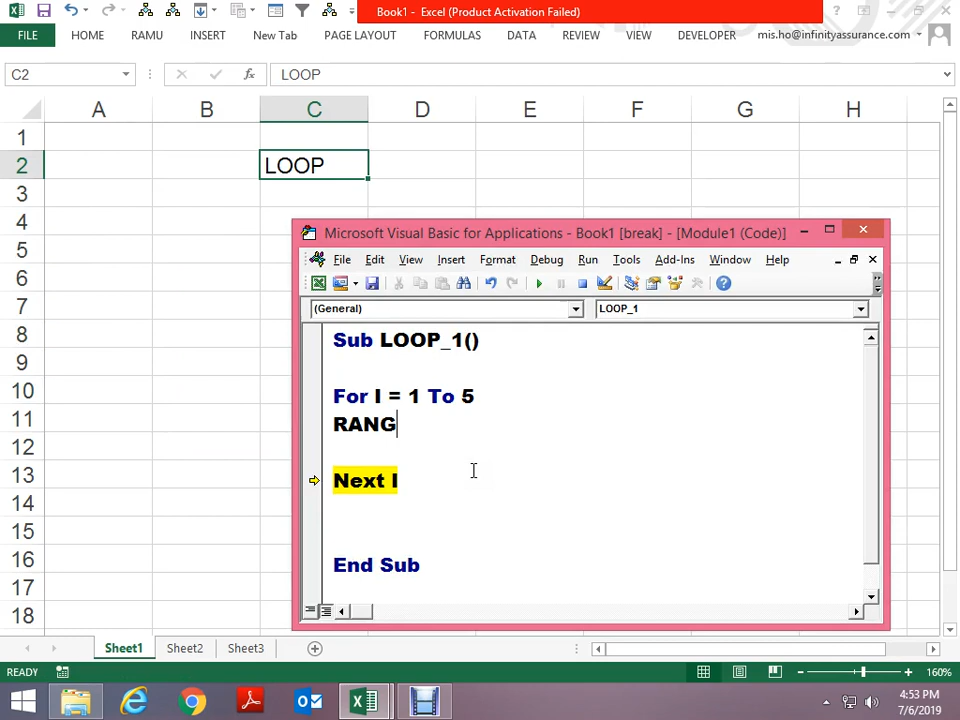 Book1 - Excel (Product Activation Failed)
FILE HOME RAMU INSERT New Tab PAGE LAYOUT FORMULAS DATA REVIEW VIEW DEVELOPER mis.ho@infinityassurance.com
C2 fx LOOP
A B C D E F G H
1
2 LOOP
3
4
Microsoft Visual Basic for Applications - Book1 [break] - [Module1 (Code)]
5
File Edit View Insert Format Debug Run Tools Add-Ins Window Help
6
7
(General) LOOP_1
8
Sub LOOP_1()
9
10
For I = 1 To 5
11
RANG
12
13
Next I
14
15
16
End Sub
17
18
Sheet1 Sheet2 Sheet3
READY 160%
4:53 PM
7/6/2019